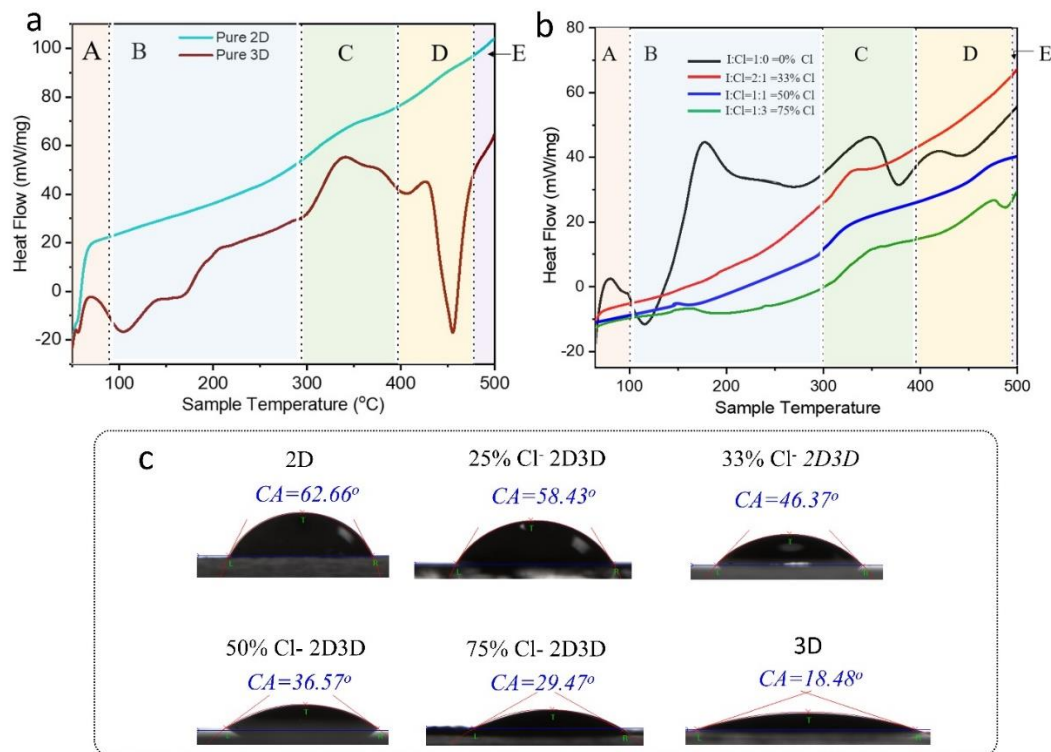 a
A
B
C
D
E
Pure 2D
Pure 3D
Heat Flow (mW/mg)
100
80
60
40
20
0
-20
100
200
300
400
500
Sample Temperature (°C)
b
A
B
C
D
E
I:Cl=1:0 =0% Cl
I:Cl=2:1 =33% Cl
I:Cl=1:1 =50% Cl
I:Cl=1:3 =75% Cl
Heat Flow (mW/mg)
80
60
40
20
0
-20
100
200
300
400
500
Sample Temperature
c
2D
CA=62.66°
T
L
R
25% Cl- 2D3D
CA=58.43°
T
L
R
33% Cl- 2D3D
CA=46.37°
T
50% Cl- 2D3D
CA=36.57°
T
75% Cl- 2D3D
CA=29.47°
T
L
3D
CA=18.48°
T
L